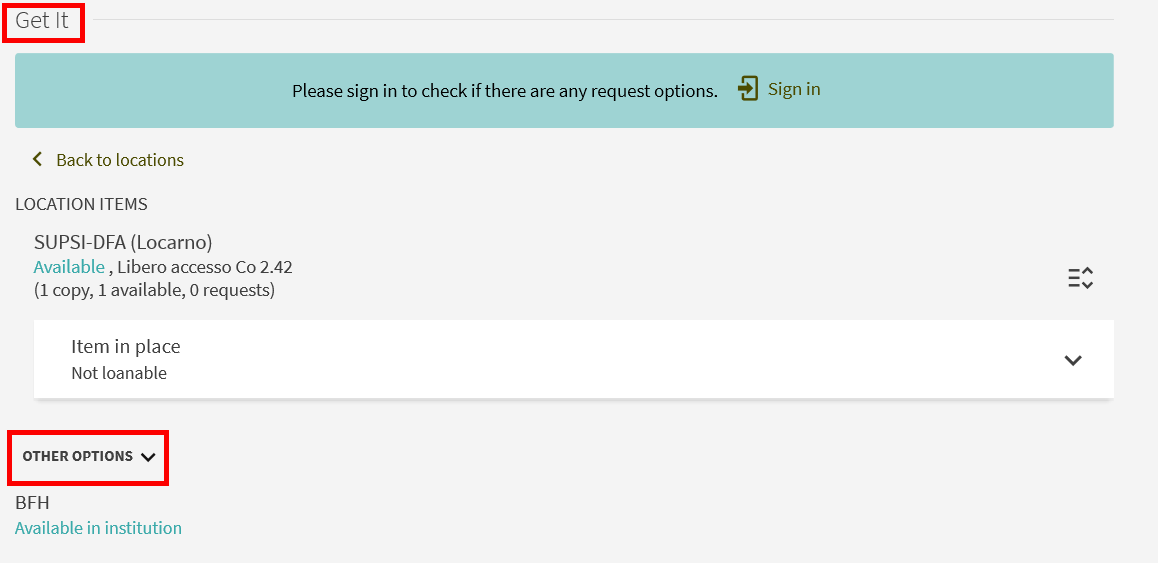 Get It
Please sign in to check if there are any request options. Sign in
Back to locations
LOCATION ITEMS
SUPSI-DFA (Locarno)
Available , Libero accesso Co 2.42
(1 copy, 1 available, 0 requests)
Item in place
Not loanable
OTHER OPTIONS
BFH
Available in institution